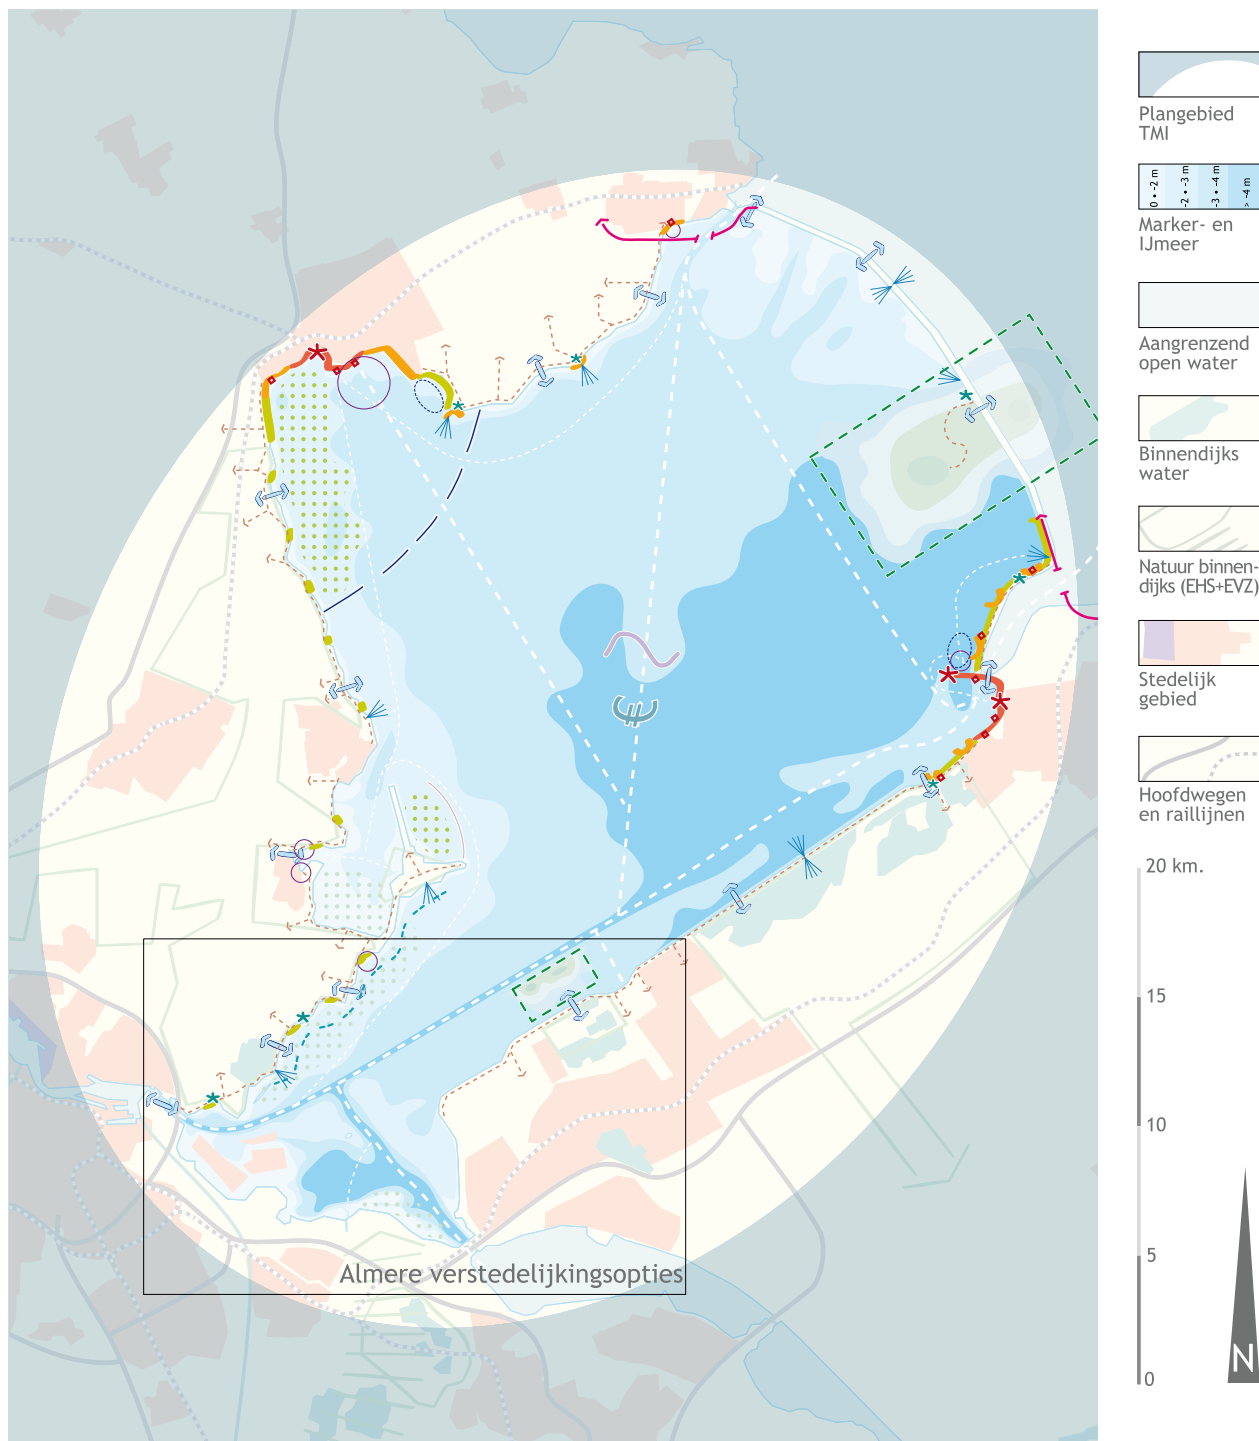 Plangebied
TMI
0 • -2 m
-2 • -3 m
-3 • -4 m
> -4 m
Marker- en
IJmeer
Aangrenzend
open water
Binnendijks
water
Natuur binnen-
dijks (EHS+EVZ)
Stedelijk
gebied
Hoofdwegen
en raillijnen
20 km.
15
10
5
0
N
Almere verstedelijkingsopties